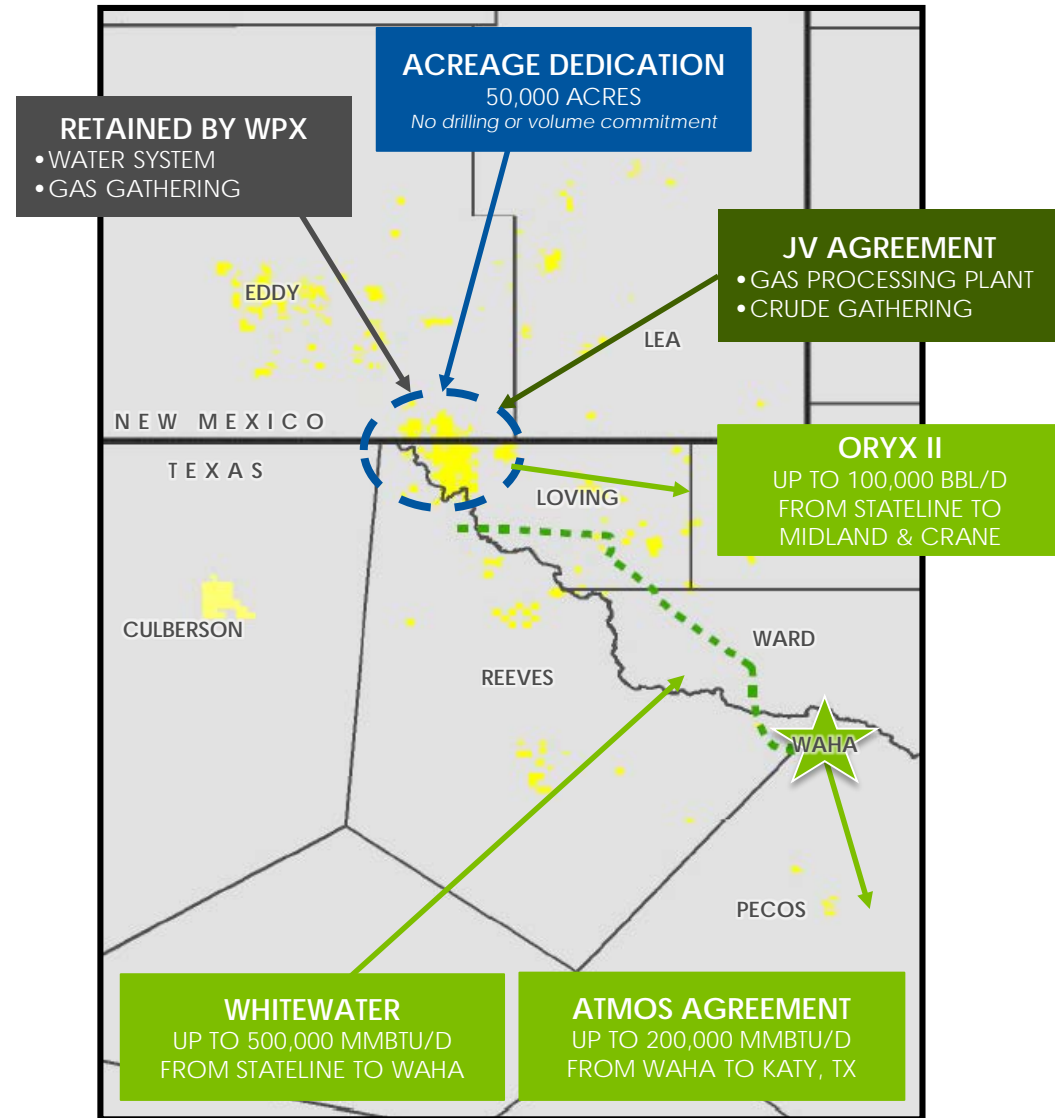 ACREAGE DEDICATION
50,000 ACRES
No drilling or volume commitment
RETAINED BY WPX
•WATER SYSTEM
•GAS GATHERING
JV AGREEMENT
•GAS PROCESSING PLANT
•CRUDE GATHERING
EDDY
LEA
NEW MEXICO
TEXAS
ORYX II
UP TO 100,000 BBL/D
FROM STATELINE TO
MIDLAND & CRANE
LOVING
CULBERSON
WARD
REEVES
WAHA
PECOS
WHITEWATER
UP TO 500,000 MMBTU/D
FROM STATELINE TO WAHA
ATMOS AGREEMENT
UP TO 200,000 MMBTU/D
FROM WAHA TO KATY, TX